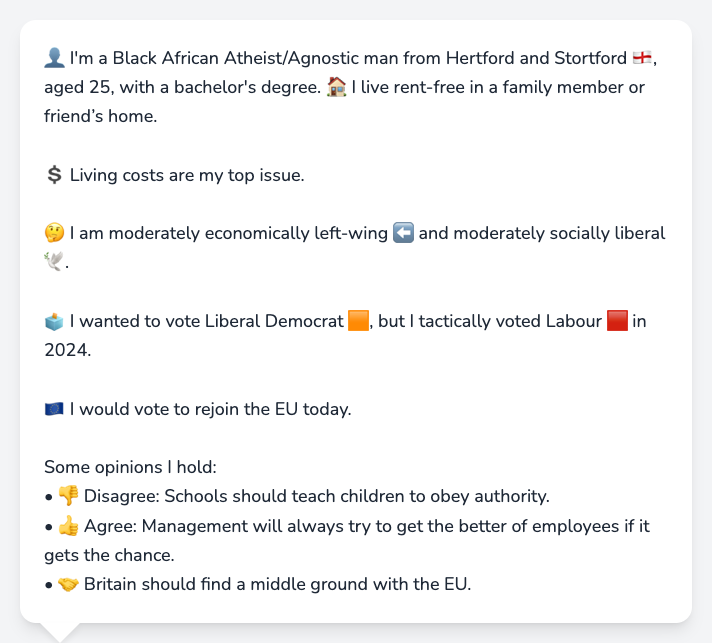 👤 I'm a Black African Atheist/Agnostic man from Hertford and Stortford 🏴󠁧󠁢󠁥󠁮󠁧󠁿,
aged 25, with a bachelor's degree. 🏠 I live rent-free in a family member or
friend’s home.
💲 Living costs are my top issue.
🤔 I am moderately economically left-wing ⬅️ and moderately socially liberal
🕊️.
🗳️ I wanted to vote Liberal Democrat 🟧, but I tactically voted Labour 🟥 in
2024.
🇪🇺 I would vote to rejoin the EU today.
Some opinions I hold:
• 👎 Disagree: Schools should teach children to obey authority.
• 👍 Agree: Management will always try to get the better of employees if it
gets the chance.
• 🤝 Britain should find a middle ground with the EU.